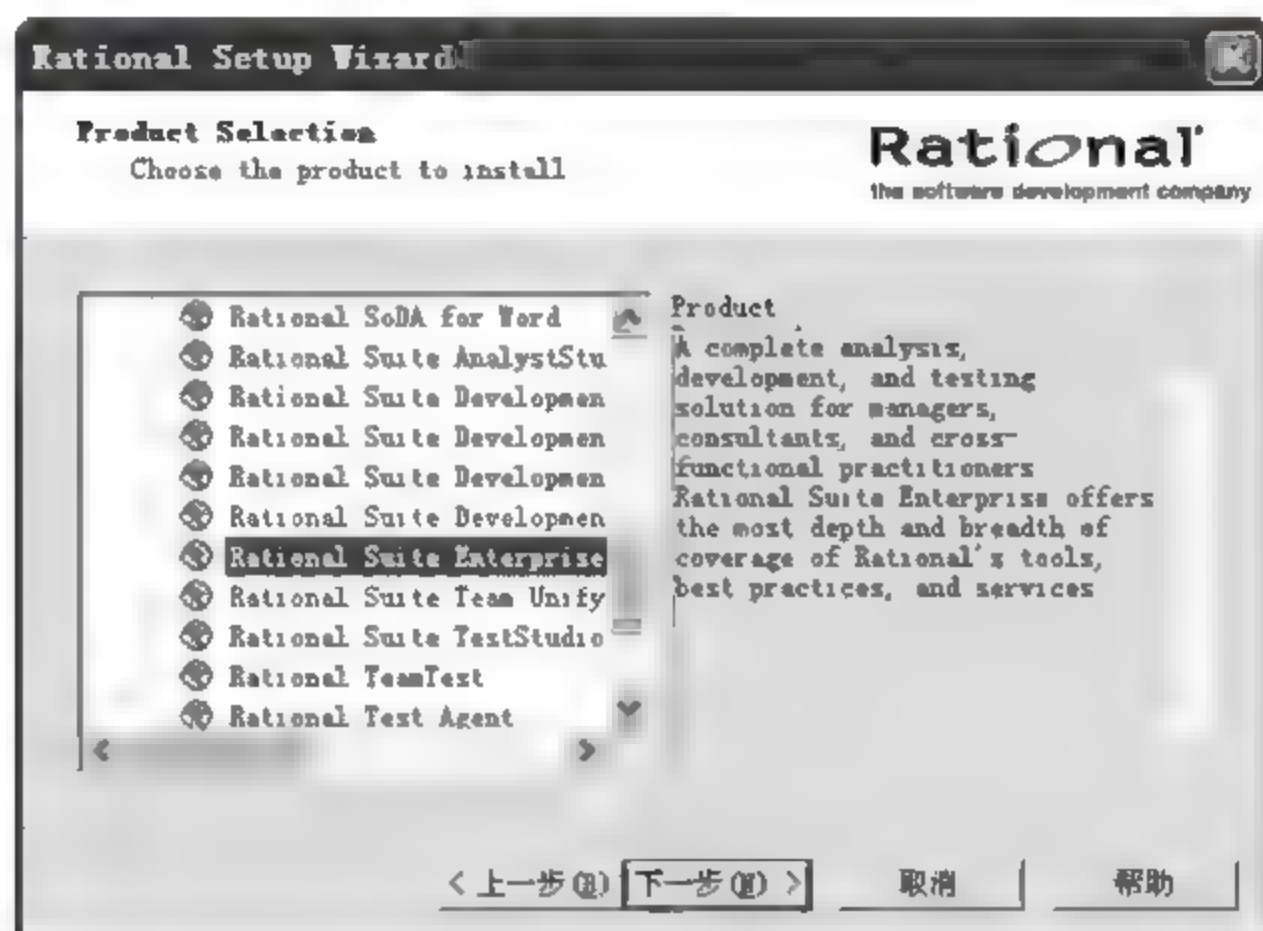 Rational Setup Wizard
Product Selection
Choose the product to install
Rational
the software development company
Rational SoDA for Word
Rational Suite AnalystStu
Rational Suite Developmen
Rational Suite Developmen
Rational Suite Developmen
Rational Suite Developmen
Rational Suite Enterprise
Rational Suite Team Unify
Rational Suite TestStudio
Rational TeamTest
Rational Test Agent
Product
A complete analysis,
development, and testing
solution for managers,
consultants, and cross-
functional practitioners
Rational Suite Enterprise offers
the most depth and breadth of
coverage of Rational's tools,
best practices, and services
< 上一步(B)
下一步(N) >
取消
帮助